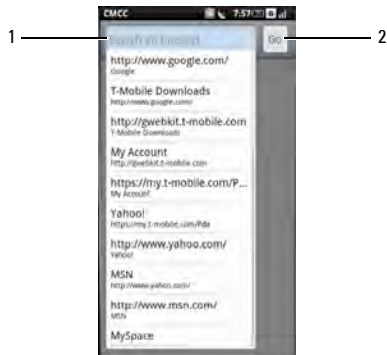 CMCC 7:57
1
Search on Internet
Go
2
http://www.google.com/
Google
T-Mobile Downloads
http://www.google.com/
http://gwebkit.t-mobile.com
T-Mobile Downloads
My Account
http://gwebkit.t-mobile.com
https://my.t-mobile.com/P...
My Account
Yahoo!
https://my.t-mobile.com/Pda
http://www.yahoo.com/
Yahoo!
MSN
http://www.yahoo.com/
http://www.msn.com/
MSN
MySpace